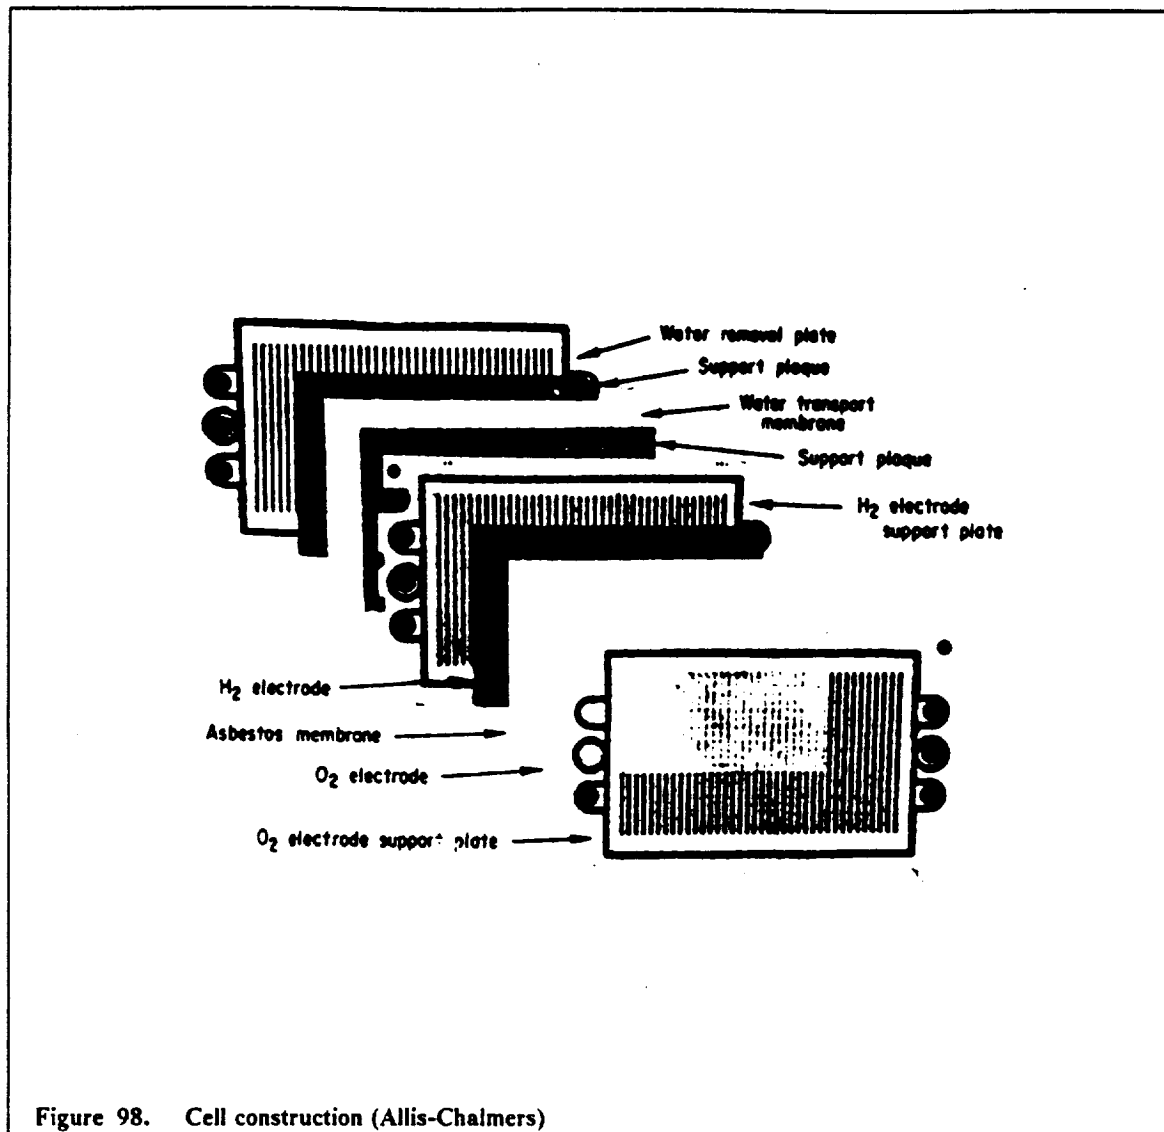 Water removal plate
Support plaque
Water transport
membrane
Support plaque
H₂ electrode
support plate
H₂ electrode
Asbestos membrane
O₂ electrode
O₂ electrode support plate
Figure 98. Cell construction (Allis-Chalmers)